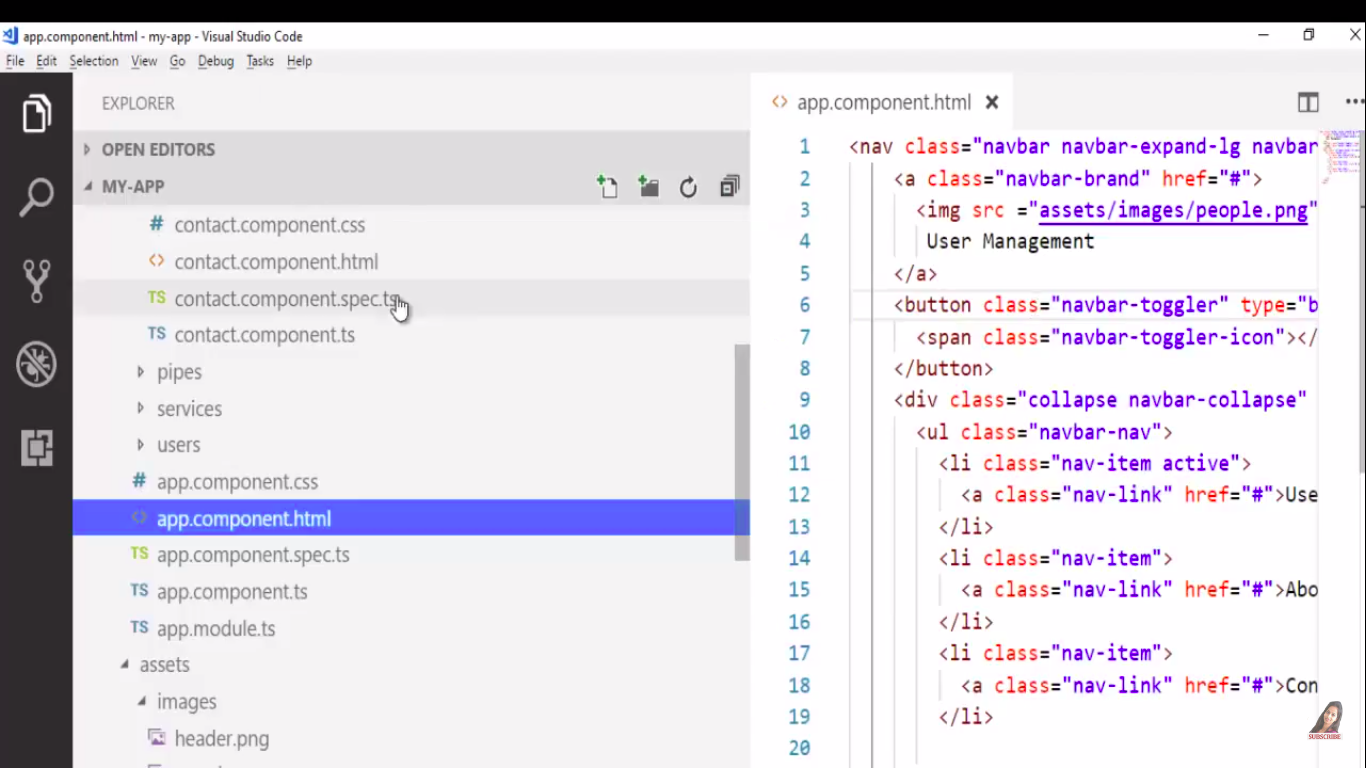 app.component.html - my-app - Visual Studio Code
File Edit Selection View Go Debug Tasks Help
EXPLORER
OPEN EDITORS
MY-APP
# contact.component.css
<> contact.component.html
TS contact.component.spec.ts
TS contact.component.ts
pipes
services
users
# app.component.css
<> app.component.html
TS app.component.spec.ts
TS app.component.ts
TS app.module.ts
assets
images
header.png
<> app.component.html
1 <nav class="navbar navbar-expand-lg navbar
2 <a class="navbar-brand" href="#">
3 <img src ="assets/images/people.png"
4 User Management
5 </a>
6 <button class="navbar-toggler" type="b
7 <span class="navbar-toggler-icon"></
8 </button>
9 <div class="collapse navbar-collapse"
10 <ul class="navbar-nav">
11 <li class="nav-item active">
12 <a class="nav-link" href="#">Use
13 </li>
14 <li class="nav-item">
15 <a class="nav-link" href="#">Abo
16 </li>
17 <li class="nav-item">
18 <a class="nav-link" href="#">Con
19 </li>
20
SUBSCRIBE